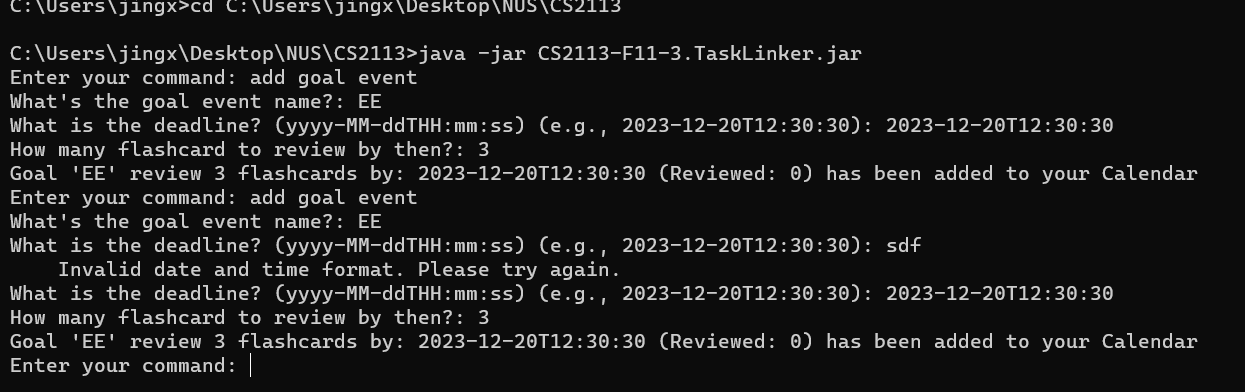 C:\Users\jingx>cd C:\Users\jingx\Desktop\NUS\CS2113
C:\Users\jingx\Desktop\NUS\CS2113>java -jar CS2113-F11-3.TaskLinker.jar
Enter your command: add goal event
What's the goal event name?: EE
What is the deadline? (yyyy-MM-ddTHH:mm:ss) (e.g., 2023-12-20T12:30:30): 2023-12-20T12:30:30
How many flashcard to review by then?: 3
Goal 'EE' review 3 flashcards by: 2023-12-20T12:30:30 (Reviewed: 0) has been added to your Calendar
Enter your command: add goal event
What's the goal event name?: EE
What is the deadline? (yyyy-MM-ddTHH:mm:ss) (e.g., 2023-12-20T12:30:30): sdf
    Invalid date and time format. Please try again.
What is the deadline? (yyyy-MM-ddTHH:mm:ss) (e.g., 2023-12-20T12:30:30): 2023-12-20T12:30:30
How many flashcard to review by then?: 3
Goal 'EE' review 3 flashcards by: 2023-12-20T12:30:30 (Reviewed: 0) has been added to your Calendar
Enter your command: